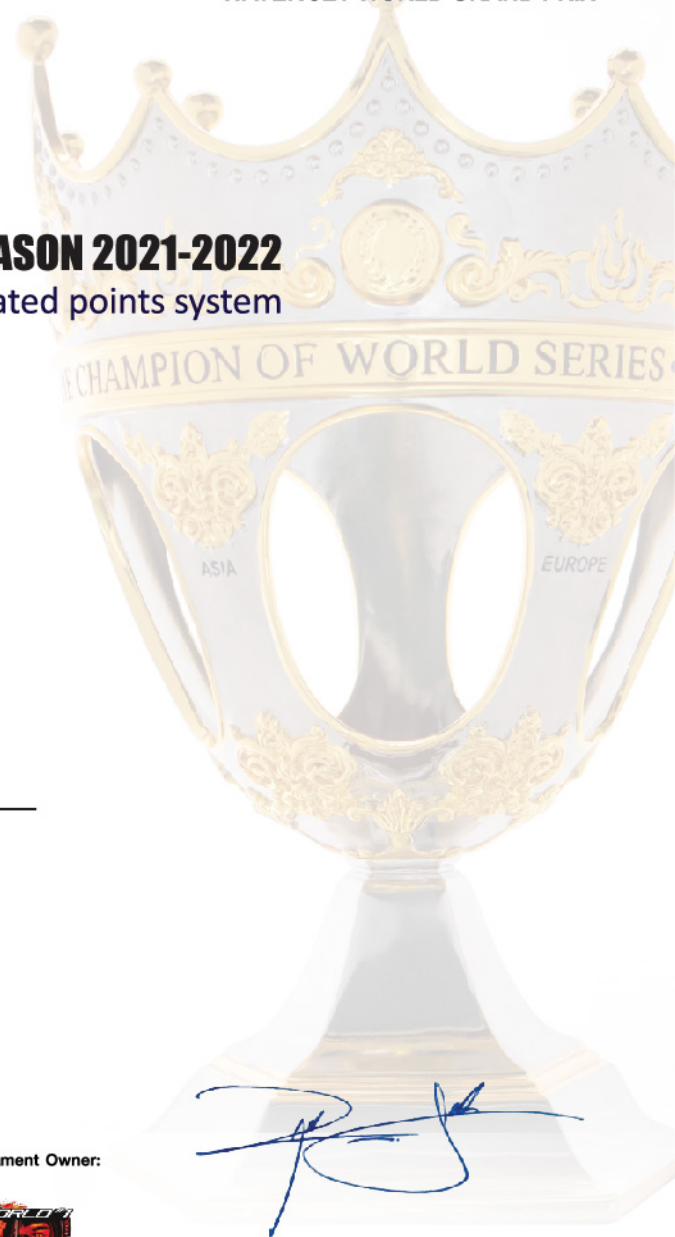 ASON 2021-2022
ated points system
E CHAMPION OF WORLD SERIES
ASIA
EUROPE
ment Owner: